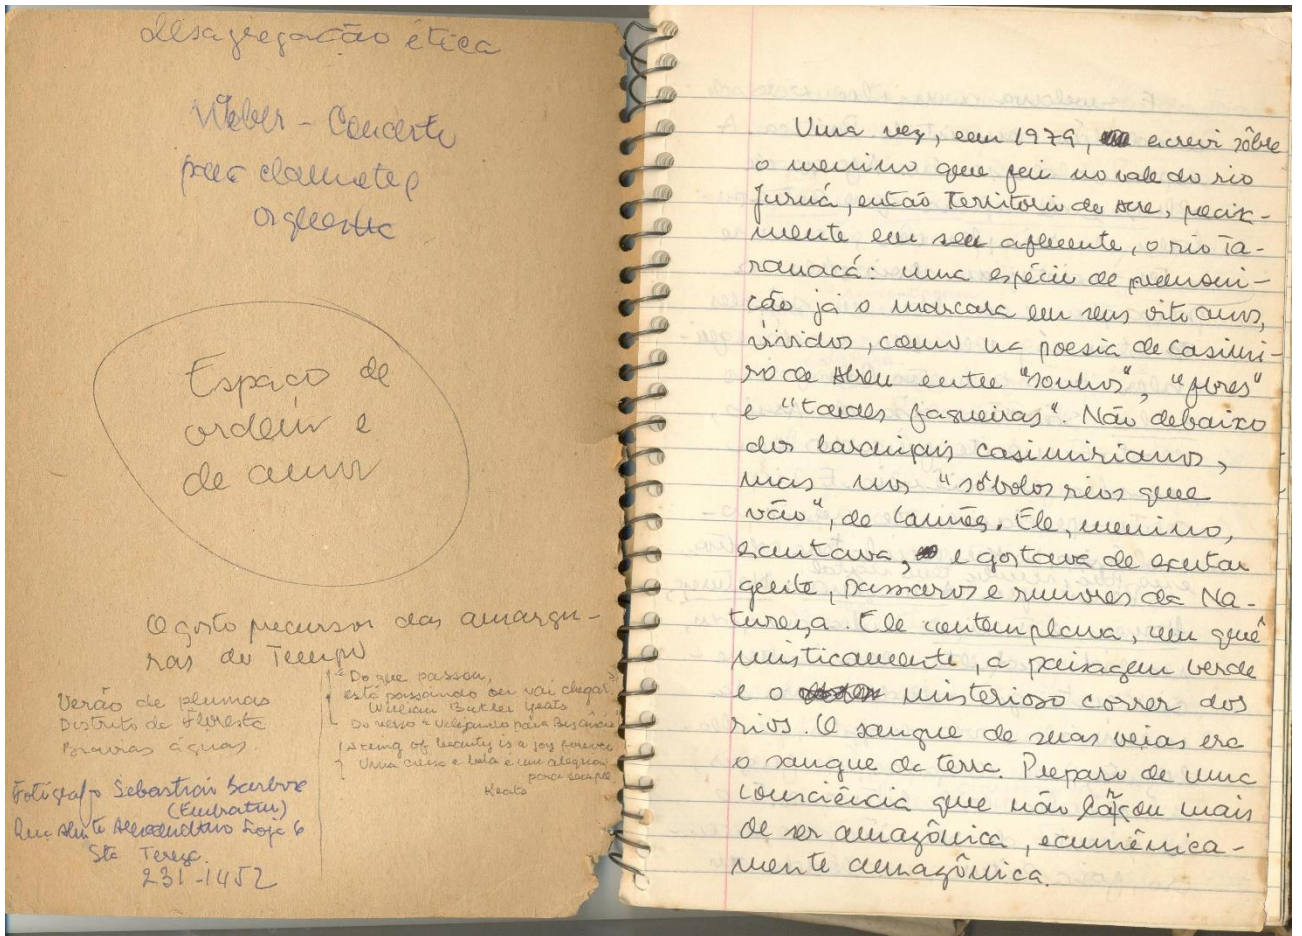 desagregação ética
Weber - Concerto
para clarineta e
orquestra
Espaço de
ordem e
de amor
O gosto precursor das amargu-
ras do Tempo
Verão de plumas
Distrito de Floresta
Bravias águas.
"Do que passou,
está passando ou vai chegar"
William Butler Yeats
Do verso "Velejando para Bizâncio"
A thing of beauty is a joy forever
Uma coisa bela é uma alegria
para sempre
Keats
Fotógrafo Sebastião Barbosa
(Embratur)
Rua Almte Alexandrino Loja 6
Sta Tereza.
231-1452
Uma vez, em 1979, escrevi sôbre
o menino que fui no vale do rio
Juruá, então Território do Acre, precisa-
mente em seu afluente, o rio Ta-
rauacá: uma espécie de premoni-
ção já o marcara em seus oito anos,
vividos, como na poesia de Casimi-
ro de Abreu entre "sonhos", "flores"
e "tardes fagueiras". Não debaixo
dos laranjais casimirianos,
mas nos "sôbolos rios que
vão", de Camões. Ele, menino,
escutava, e gostava de escutar
gente, pássaros e rumores da Na-
tureza. Ele contemplava, um quê
misticamente, a paisagem verde
e o misterioso correr dos
rios. O sangue de suas veias era
o sangue da terra. Preparo de uma
consciência que não mais
de ser amazônica, ecumênica-
mente amazônica.